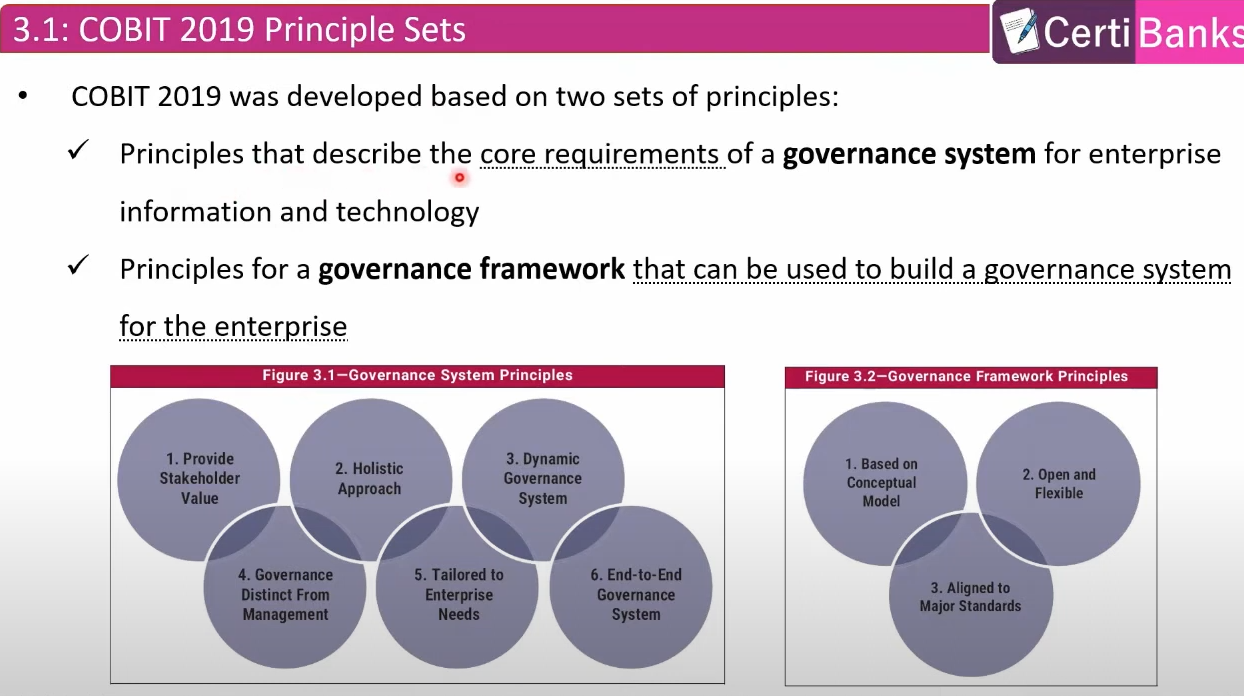 3.1: COBIT 2019 Principle Sets
CertiBanks
• COBIT 2019 was developed based on two sets of principles:
✓ Principles that describe the core requirements of a governance system for enterprise
information and technology
✓ Principles for a governance framework that can be used to build a governance system
for the enterprise
Figure 3.1—Governance System Principles
1. Provide
Stakeholder
Value
2. Holistic
Approach
3. Dynamic
Governance
System
4. Governance
Distinct From
Management
5. Tailored to
Enterprise
Needs
6. End-to-End
Governance
System
Figure 3.2—Governance Framework Principles
1. Based on
Conceptual
Model
2. Open and
Flexible
3. Aligned to
Major Standards